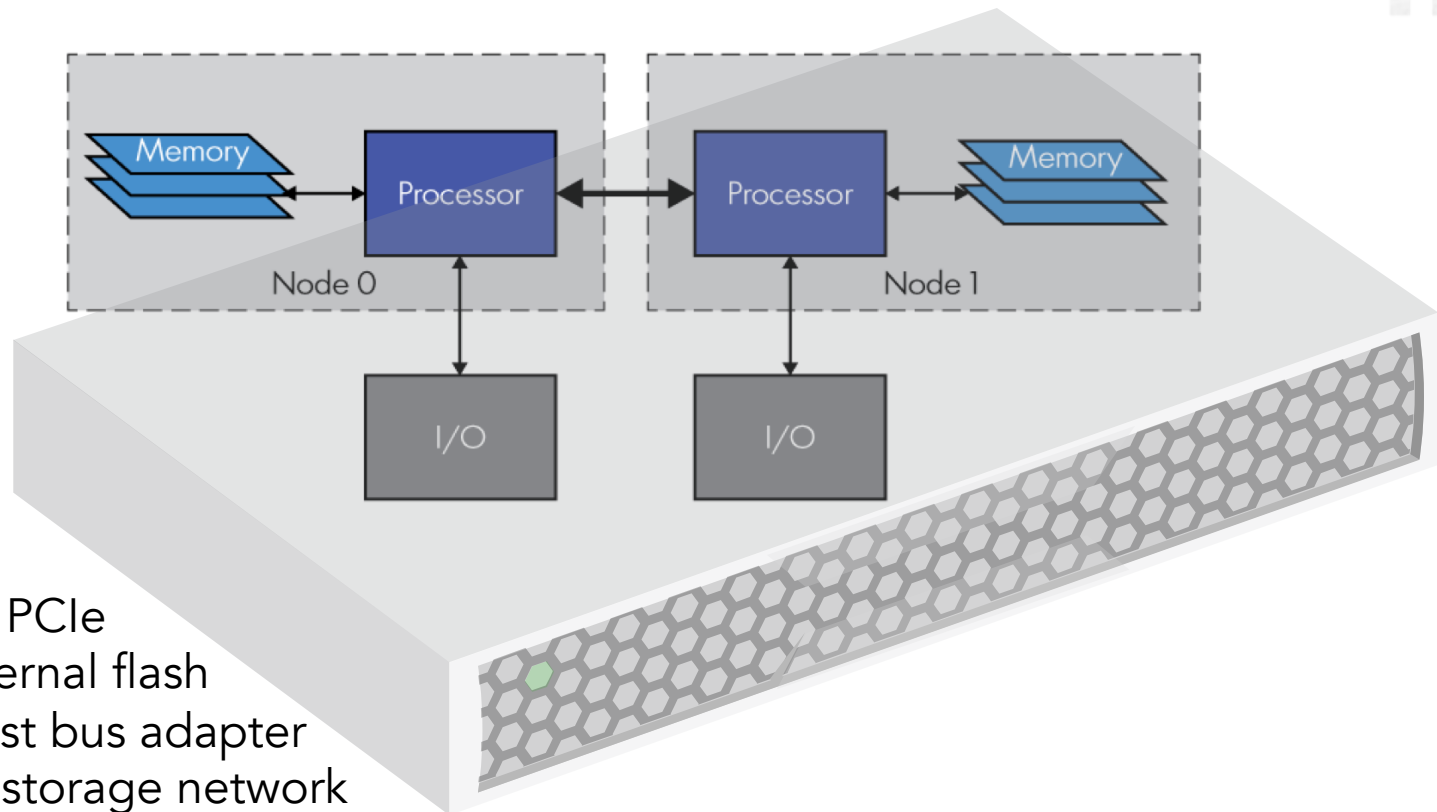 Memory
Processor
Processor
Memory
Node 0
Node 1
I/O
I/O
PCIe
ernal flash
st bus adapter
storage network